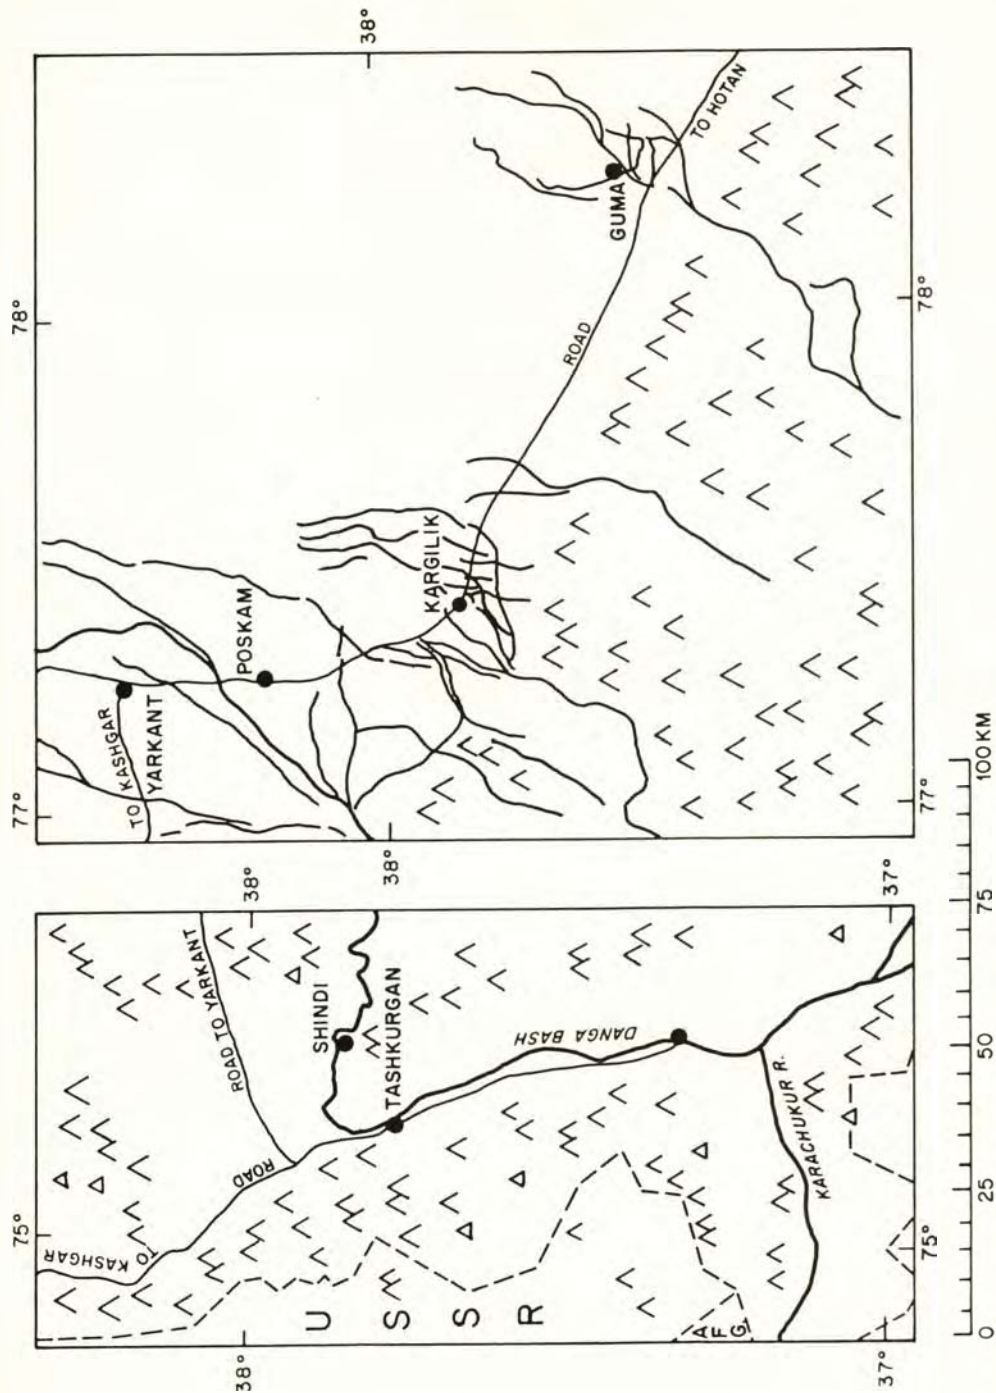 38°
78°
TO HOTAN
GUMA
ROAD
KARGILIK
POSKAM
TO KASHGAR
YARKANT
77°
38°
78°
77°
38°
37°
ROAD TO YARKANT
SHINDI
TASHKURGAN
DANGA BASH
ROAD
TO KASHGAR
75°
KARACHUKUR R.
USSR
AFG.
75°
38°
37°
0 25 50 75 100 KM